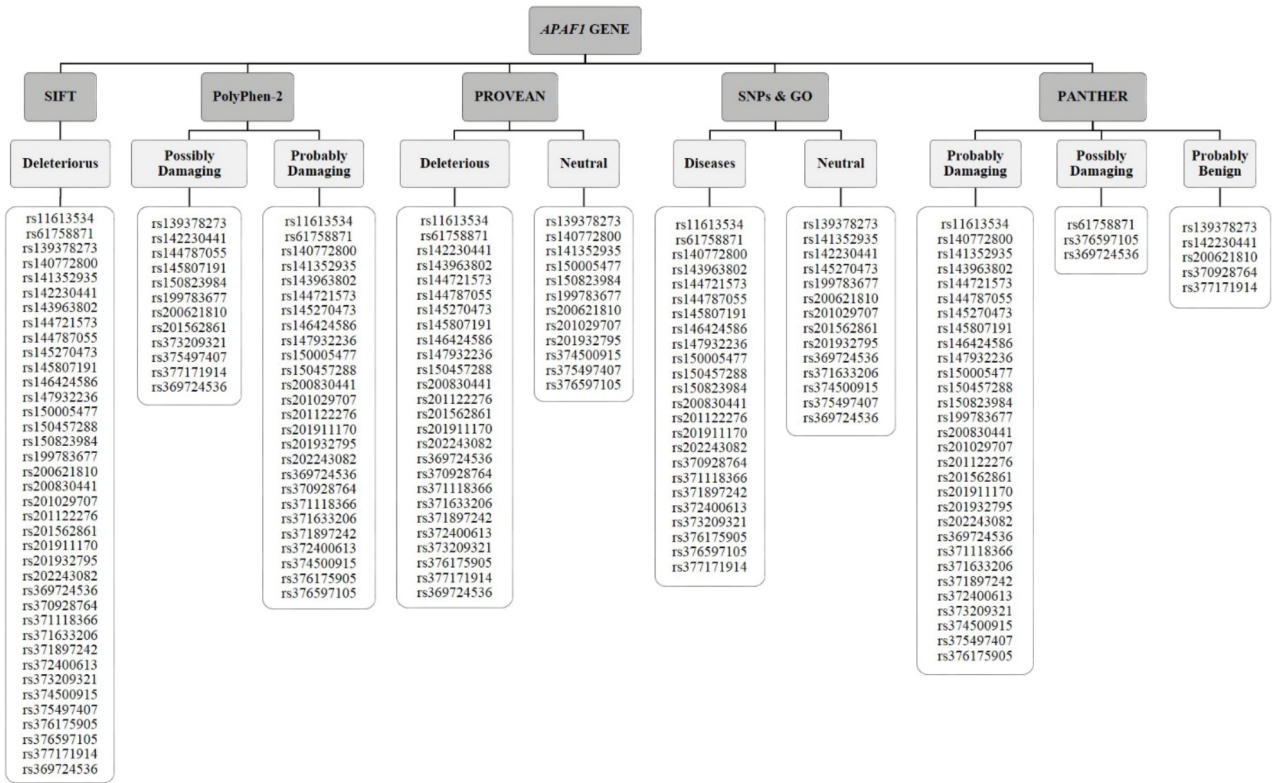 APAF1 GENE
SIFT
PolyPhen-2
PROVEAN
SNPs & GO
PANTHER
Deleteriorus
Possibly
Damaging
Probably
Damaging
Deleterious
Neutral
Diseases
Neutral
Probably
Damaging
Possibly
Damaging
Probably
Benign
rs11613534
rs61758871
rs139378273
rs140772800
rs141352935
rs142230441
rs143963802
rs144721573
rs144787055
rs145270473
rs145807191
rs146424586
rs147932236
rs150005477
rs150457288
rs150823984
rs199783677
rs200621810
rs200830441
rs201029707
rs201122276
rs201562861
rs201911170
rs201932795
rs202243082
rs369724536
rs370928764
rs371118366
rs371633206
rs371897242
rs372400613
rs373209321
rs374500915
rs375497407
rs376175905
rs376597105
rs377171914
rs369724536
rs139378273
rs142230441
rs144787055
rs145807191
rs150823984
rs199783677
rs200621810
rs201562861
rs373209321
rs375497407
rs377171914
rs369724536
rs11613534
rs61758871
rs140772800
rs141352935
rs143963802
rs144721573
rs145270473
rs146424586
rs147932236
rs150005477
rs150457288
rs200830441
rs201029707
rs201122276
rs201911170
rs201932795
rs202243082
rs369724536
rs370928764
rs371118366
rs371633206
rs371897242
rs372400613
rs374500915
rs376175905
rs376597105
rs11613534
rs61758871
rs142230441
rs143963802
rs144721573
rs144787055
rs145270473
rs145807191
rs146424586
rs147932236
rs150457288
rs200830441
rs201122276
rs201562861
rs201911170
rs202243082
rs369724536
rs370928764
rs371118366
rs371633206
rs371897242
rs372400613
rs373209321
rs376175905
rs377171914
rs369724536
rs139378273
rs140772800
rs141352935
rs150005477
rs150823984
rs199783677
rs200621810
rs201029707
rs201932795
rs374500915
rs375497407
rs376597105
rs11613534
rs61758871
rs140772800
rs143963802
rs144721573
rs144787055
rs145807191
rs146424586
rs147932236
rs150005477
rs150457288
rs150823984
rs200830441
rs201122276
rs201911170
rs202243082
rs370928764
rs371118366
rs371897242
rs372400613
rs373209321
rs376175905
rs376597105
rs377171914
rs139378273
rs141352935
rs142230441
rs145270473
rs199783677
rs200621810
rs201029707
rs201562861
rs201932795
rs369724536
rs371633206
rs374500915
rs375497407
rs369724536
rs11613534
rs140772800
rs141352935
rs143963802
rs144721573
rs144787055
rs145270473
rs145807191
rs146424586
rs147932236
rs150005477
rs150457288
rs150823984
rs199783677
rs200830441
rs201029707
rs201122276
rs201562861
rs201911170
rs201932795
rs202243082
rs369724536
rs371118366
rs371633206
rs371897242
rs372400613
rs373209321
rs374500915
rs375497407
rs376175905
rs61758871
rs376597105
rs369724536
rs139378273
rs142230441
rs200621810
rs370928764
rs377171914